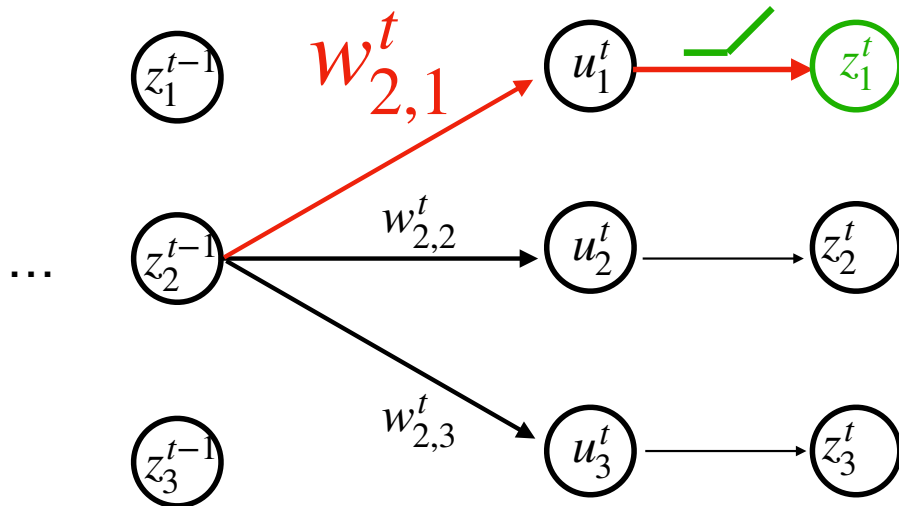 z_1^{t-1} w_{2,1}^t u_1^t z_1^t
w_{2,2}^t
... z_2^{t-1} u_2^t z_2^t
w_{2,3}^t
z_3^{t-1} u_3^t z_3^t